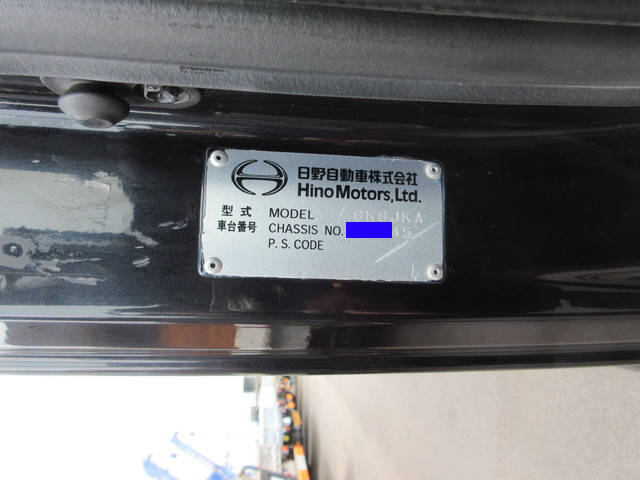 日野自動車株式会社
Hino Motors, Ltd.
型式 MODEL
車台番号 CHASSIS NO. 45
P.S. CODE